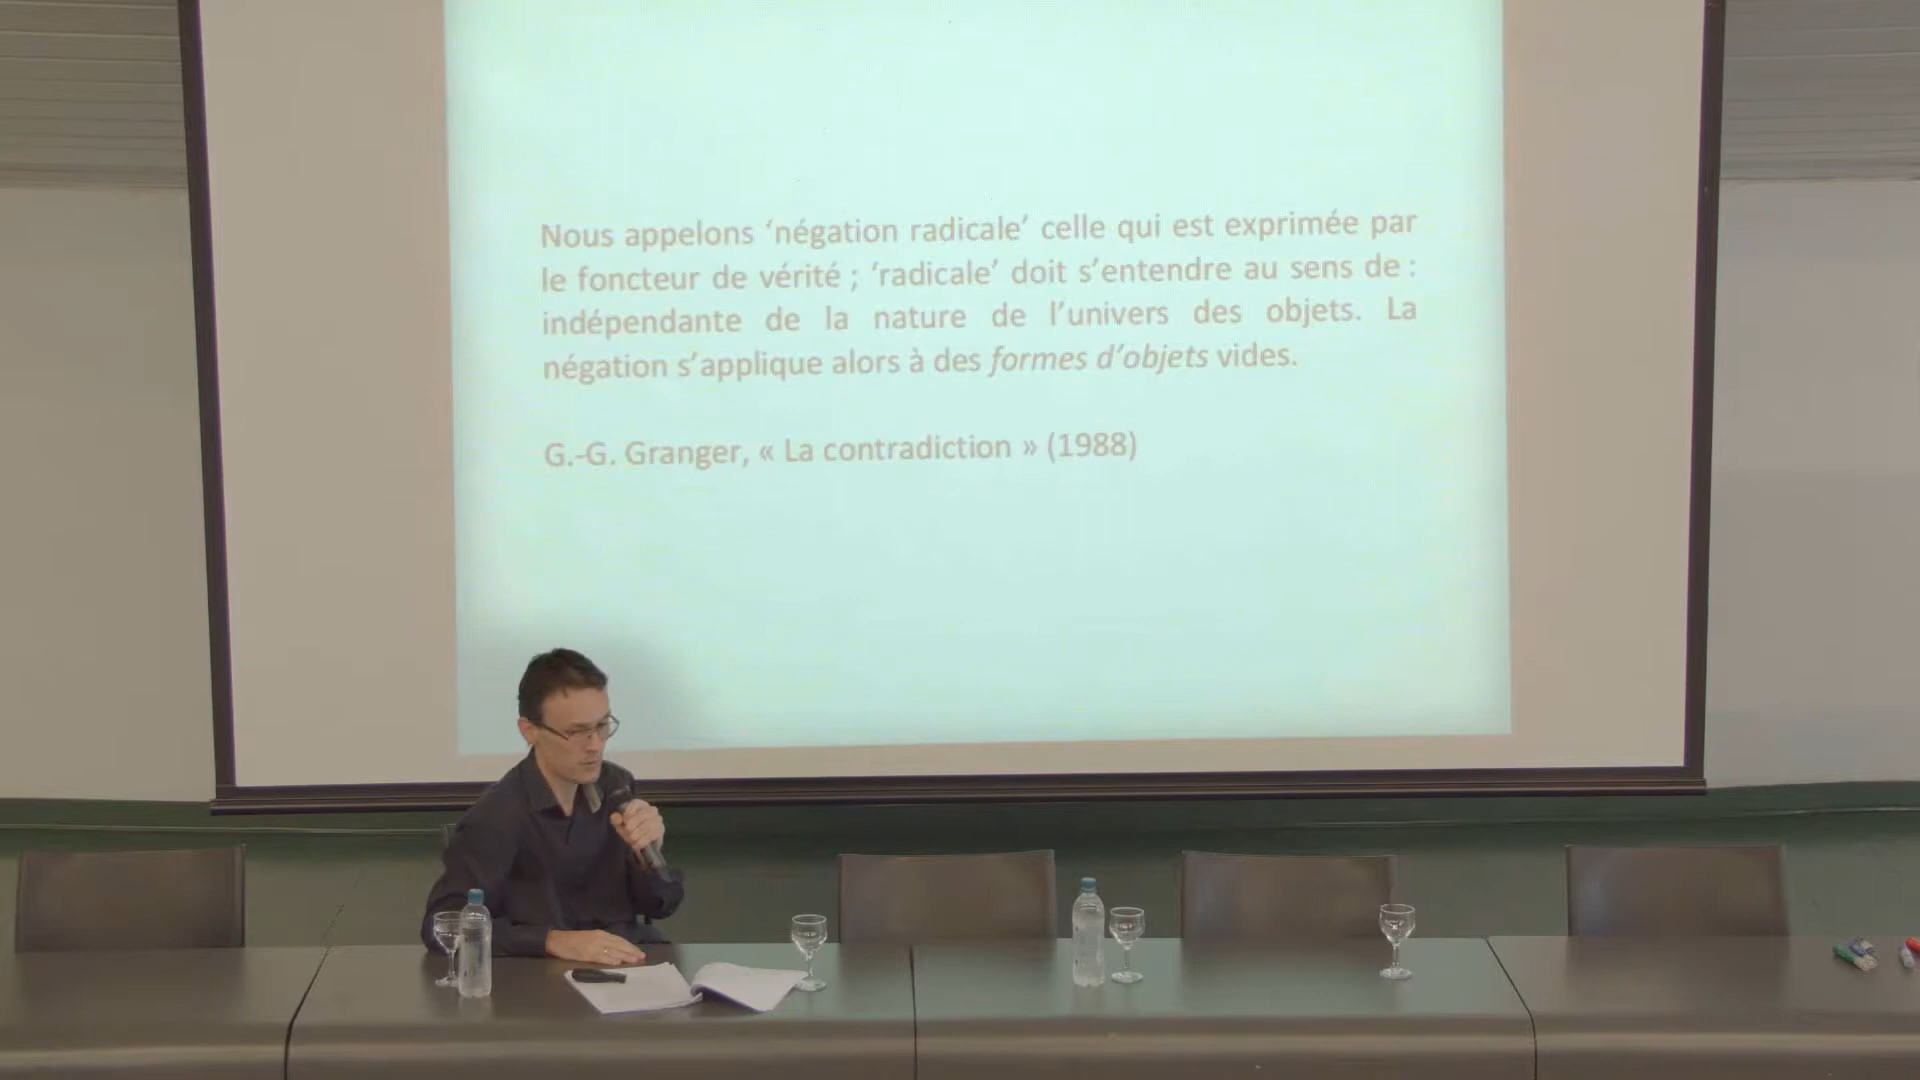 Nous appelons ‘négation radicale’ celle qui est exprimée par
le foncteur de vérité ; ‘radicale’ doit s’entendre au sens de :
indépendante de la nature de l’univers des objets. La
négation s’applique alors à des formes d’objets vides.
G.-G. Granger, « La contradiction » (1988)